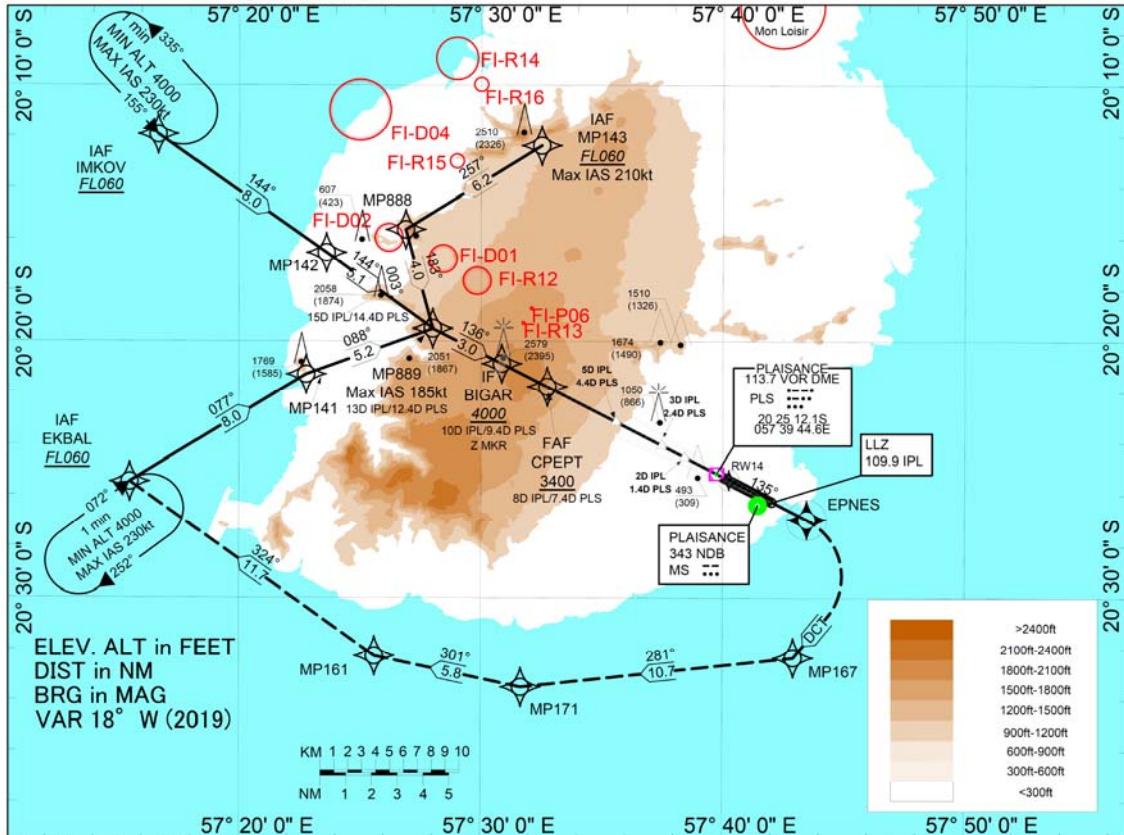 57° 20' 0" E
57° 30' 0" E
57° 40' 0" E
57° 50' 0" E
20° 10' 0" S
20° 20' 0" S
20° 30' 0" S
20° 10' 0" S
20° 20' 0" S
20° 30' 0" S
1 min
335°
MIN ALT 4000
MAX IAS 230kt
155°
IAF
IMKOV
FL060
144°
8.0
FI-R14
FI-R16
FI-D04
FI-R15
Mon Loisir
2510
(2326)
IAF
MP143
FL060
Max IAS 210kt
257°
6.2
MP888
607
(423)
FI-D02
FI-D01
FI-R12
183°
4.0
MP142
144°
5.1
003°
2058
(1874)
15D IPL/14.4D PLS
FI-P06
FI-R13
1510
(1326)
088°
5.2
136°
3.0
2579
(2395)
1674
(1490)
1769
(1585)
2051
(1867)
MP889
Max IAS 185kt
13D IPL/12.4D PLS
MP141
IF
BIGAR
4000
10D IPL/9.4D PLS
Z MKR
5D IPL
4.4D PLS
1050
(866)
3D IPL
2.4D PLS
PLAISANCE
113.7 VOR DME
PLS
20 25 12.1S
057 39 44.6E
077°
8.0
IAF
EKBAL
FL060
FAF
CPEPT
3400
8D IPL/7.4D PLS
2D IPL
1.4D PLS
493
(309)
RW14
135°
LLZ
109.9 IPL
EPNES
072°
1 min
MIN ALT 4000
MAX IAS 230kt
252°
PLAISANCE
343 NDB
MS
324°
11.7
DCT
MP161
301°
5.8
MP171
281°
10.7
MP167
ELEV. ALT in FEET
DIST in NM
BRG in MAG
VAR 18° W (2019)
KM 1 2 3 4 5 6 7 8 9 10
NM 1 2 3 4 5
>2400ft
2100ft-2400ft
1800ft-2100ft
1500ft-1800ft
1200ft-1500ft
900ft-1200ft
600ft-900ft
300ft-600ft
<300ft
57° 20' 0" E
57° 30' 0" E
57° 40' 0" E
57° 50' 0" E